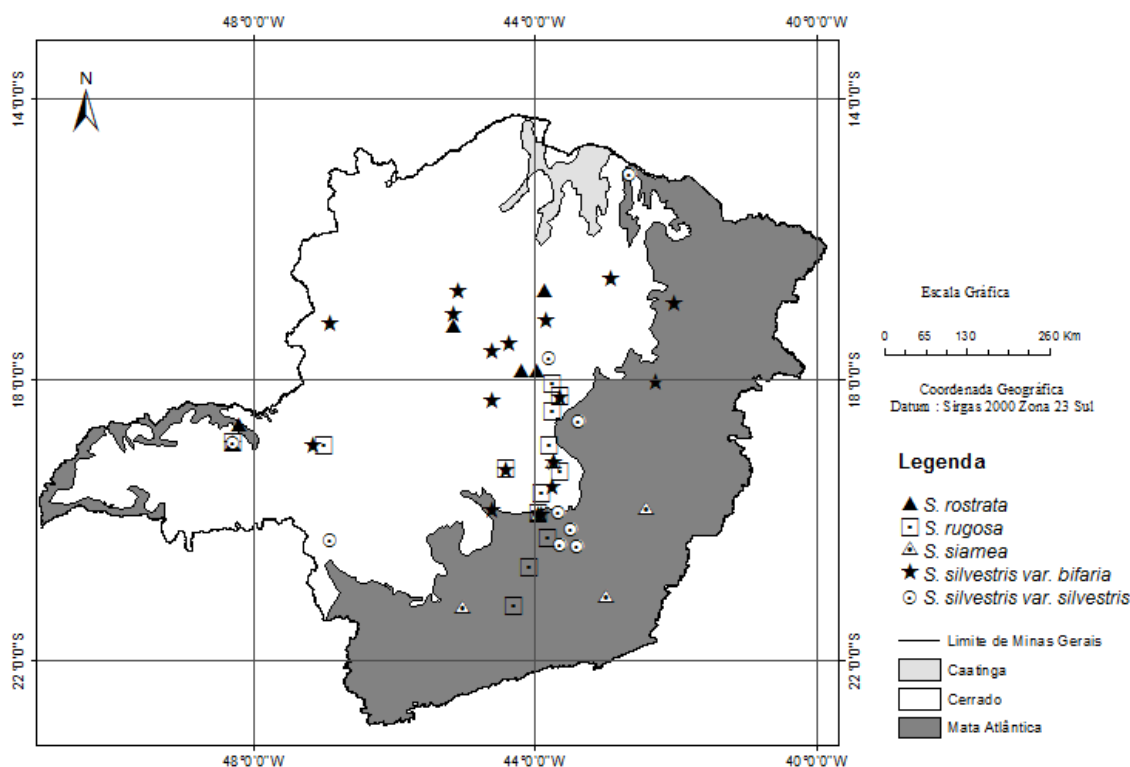 48°0'0"W 44°0'0"W 40°0'0"W
N
14°0'0"S 14°0'0"S
18°0'0"S 18°0'0"S
22°0'0"S 22°0'0"S
48°0'0"W 44°0'0"W 40°0'0"W
Escala Gráfica
0 65 130 260 Km
Coordenada Geográfica
Datum : Sirgas 2000 Zona 23 Sul
Legenda
S. rostrata
S. rugosa
S. siamea
S. silvestris var. bifaria
S. silvestris var. silvestris
Limite de Minas Gerais
Caatinga
Cerrado
Mata Atlântica